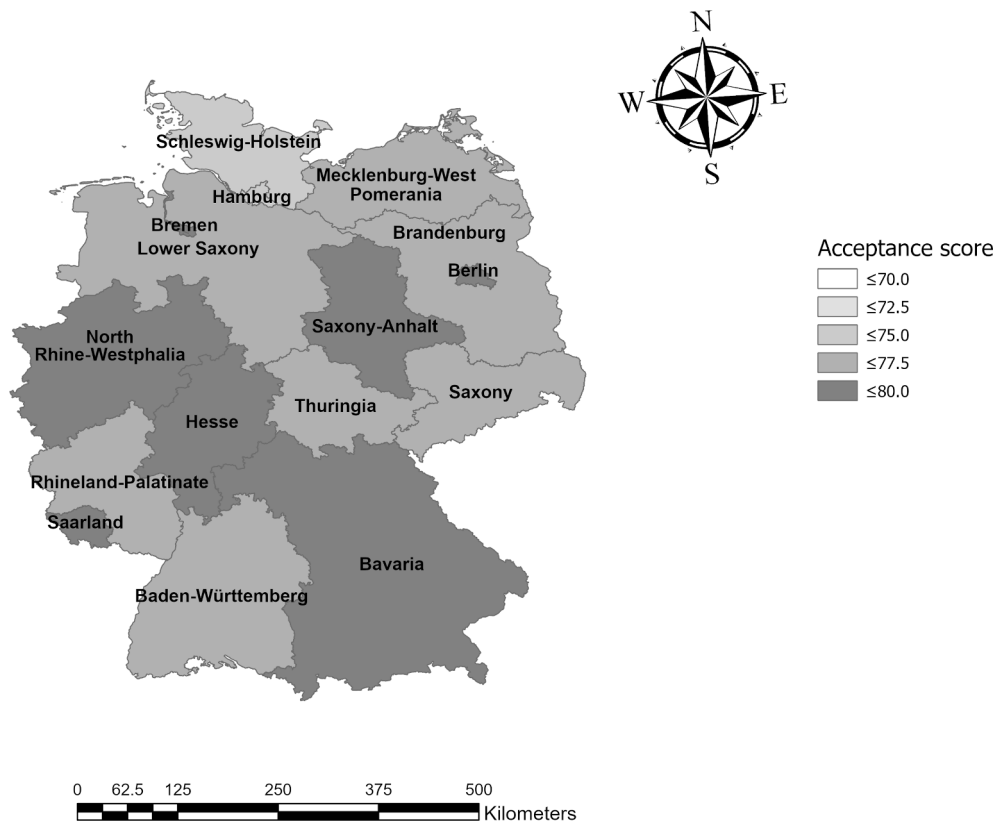 N
W
E
S
Schleswig-Holstein
Mecklenburg-West
Pomerania
Hamburg
Bremen
Lower Saxony
Brandenburg
Berlin
Saxony-Anhalt
North
Rhine-Westphalia
Saxony
Thuringia
Hesse
Rhineland-Palatinate
Saarland
Bavaria
Baden-Württemberg
Acceptance score
≤70.0
≤72.5
≤75.0
≤77.5
≤80.0
0 62.5 125 250 375 500
Kilometers